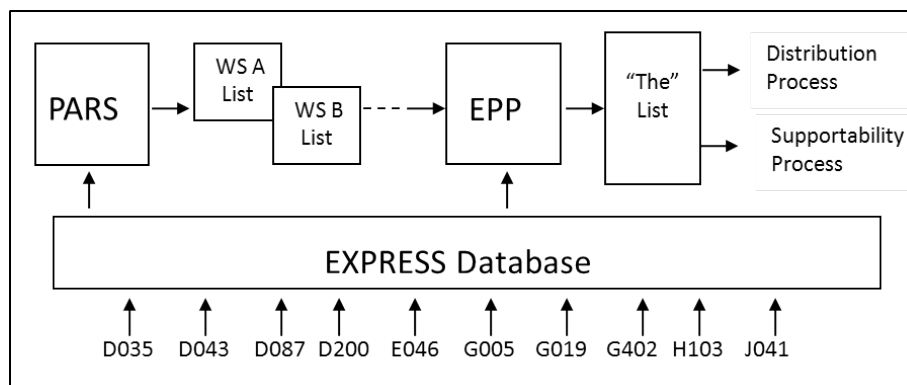 PARS
WS A
List
WS B
List
EPP
“The”
List
Distribution
Process
Supportability
Process
EXPRESS Database
D035 D043 D087 D200 E046 G005 G019 G402 H103 J041